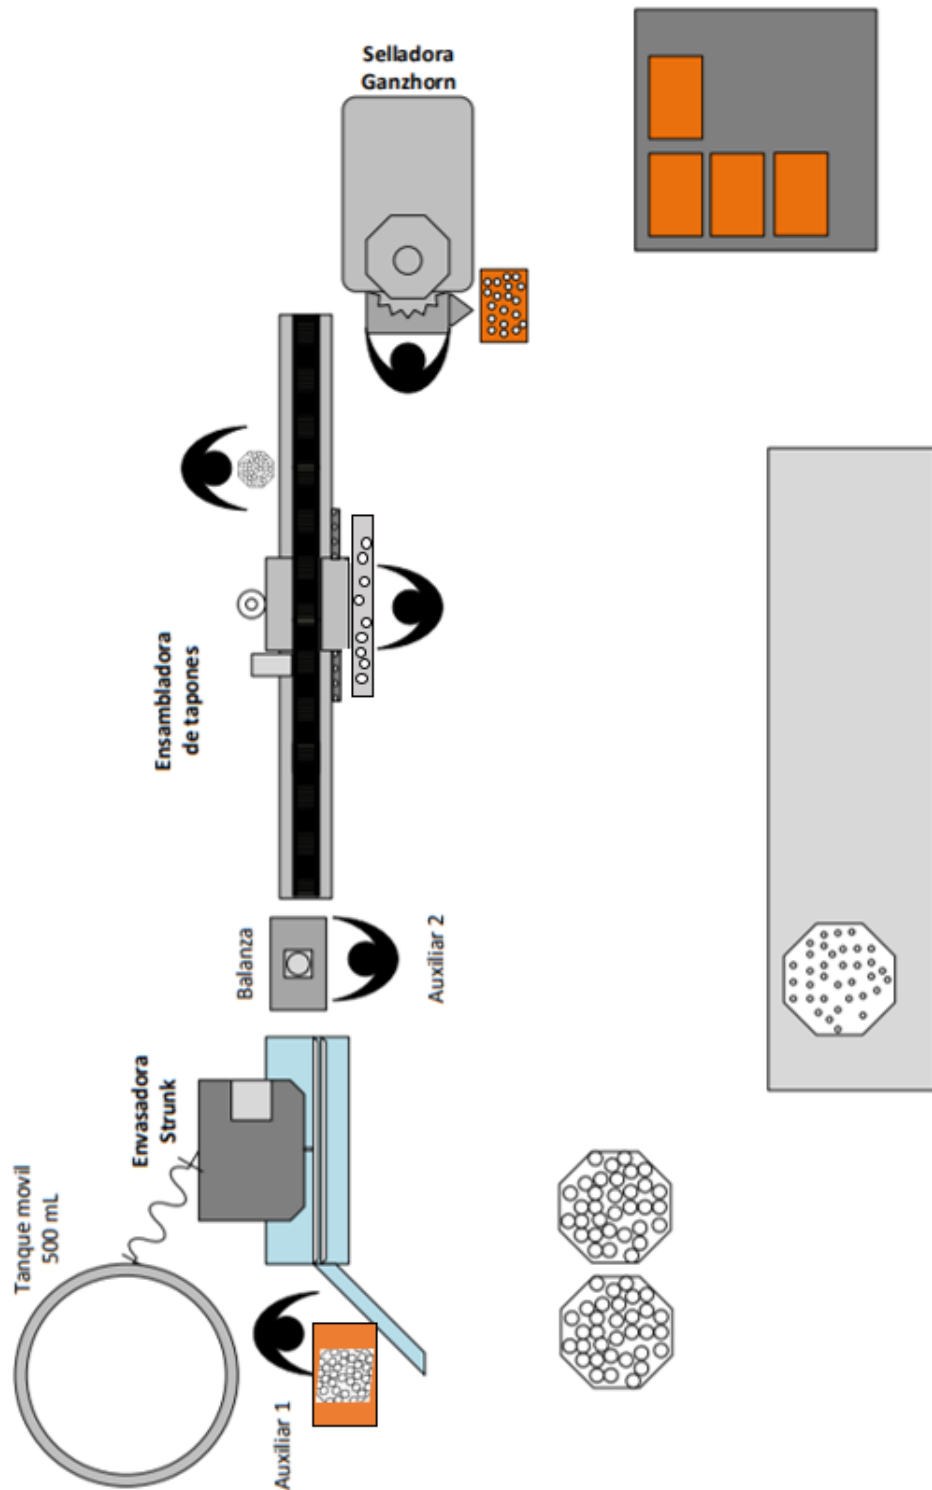 Selladora
Ganzhorn
Ensambladora
de tapones
Balanza
Auxiliar 2
Envasadora
Strunk
Tanque movil
500 mL
Auxiliar 1